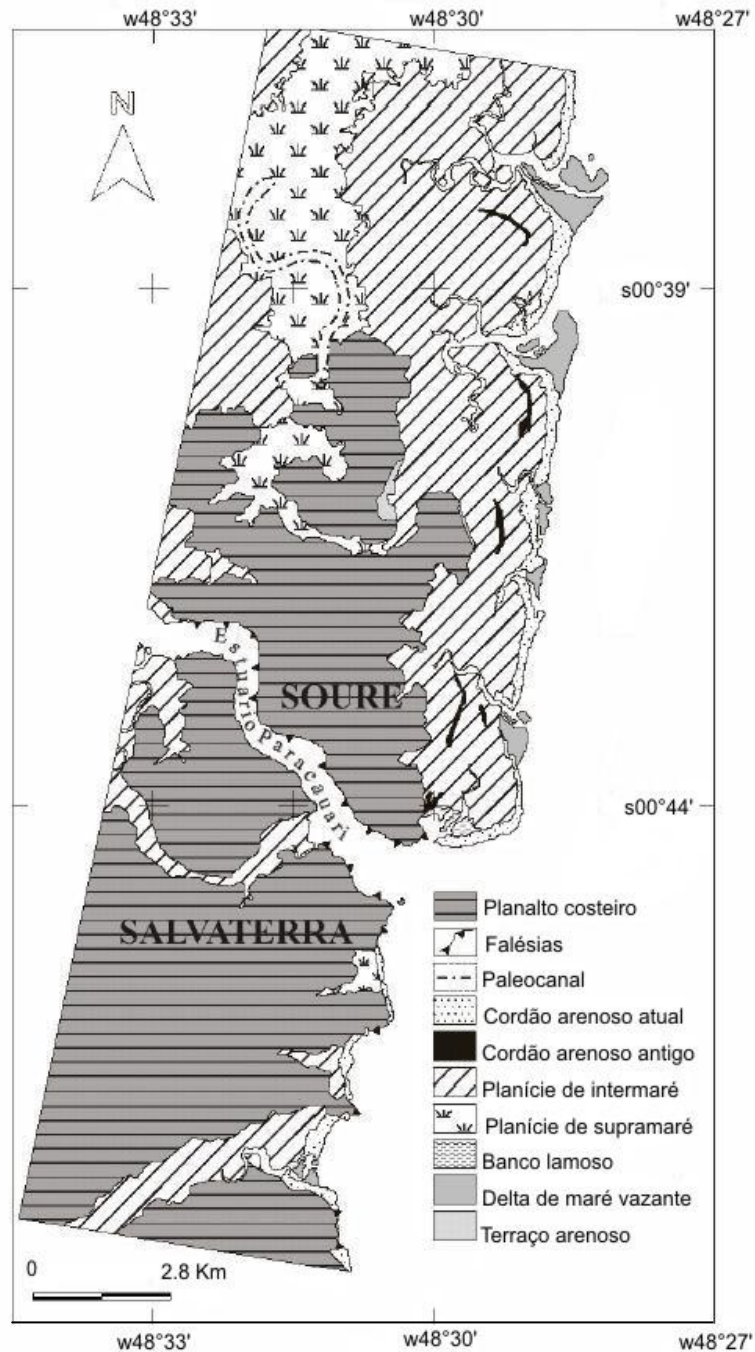 w48°33'
w48°30'
w48°27'
N
s00°39'
Estuario Paracauari
SOURE
s00°44'
SALVATERRA
Planalto costeiro
Falésias
Paleocanal
Cordão arenoso atual
Cordão arenoso antigo
Planície de intermaré
Planície de supramaré
Banco lamoso
Delta de maré vazante
Terraço arenoso
0
2.8 Km
w48°33'
w48°30'
w48°27'